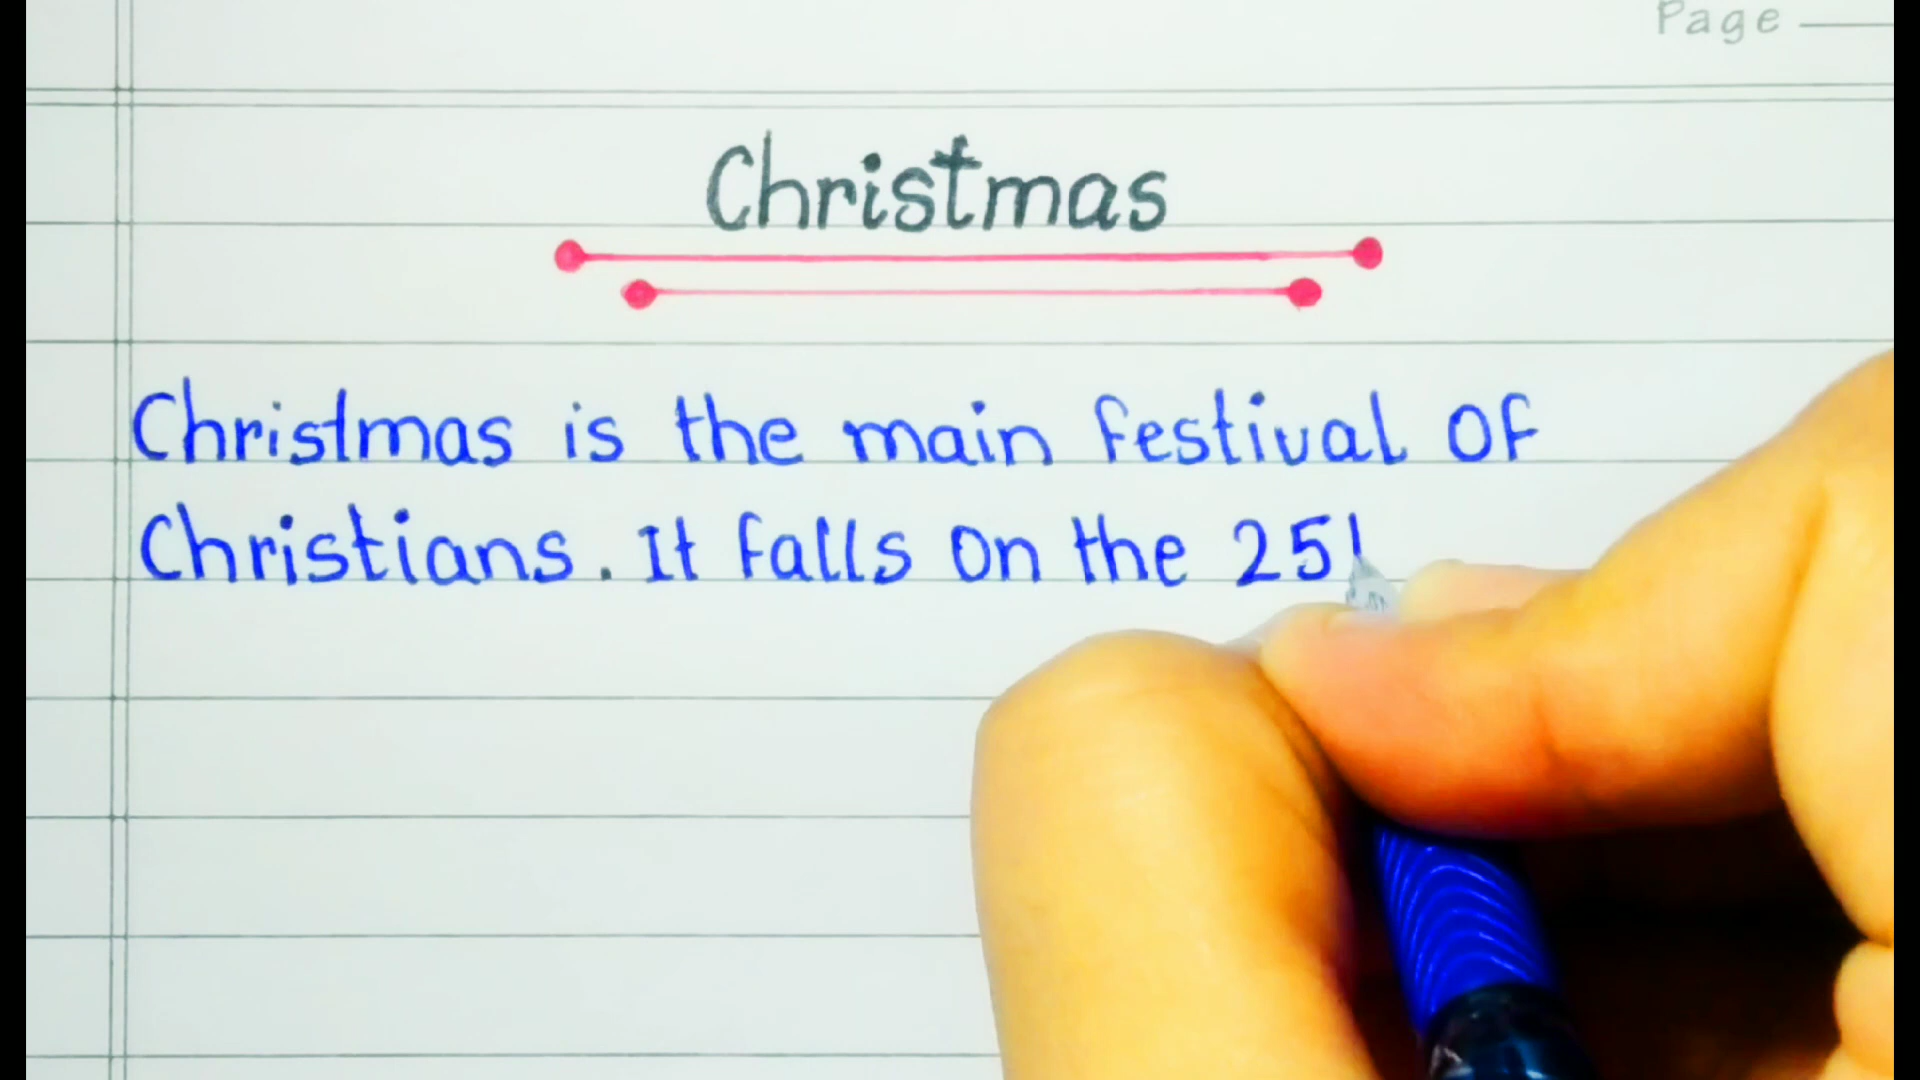 Page
Christmas
Christmas is the main festival of
Christians. It falls on the 25